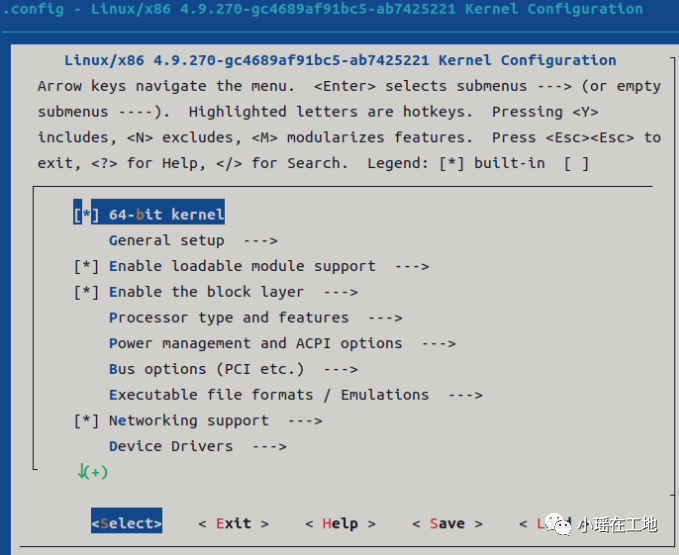 .config - Linux/x86 4.9.270-gc4689af91bc5-ab7425221 Kernel Configuration
Linux/x86 4.9.270-gc4689af91bc5-ab7425221 Kernel Configuration
Arrow keys navigate the menu.  <Enter> selects submenus ---> (or empty
submenus ----).  Highlighted letters are hotkeys.  Pressing <Y>
includes, <N> excludes, <M> modularizes features.  Press <Esc><Esc> to
exit, <?> for Help, </> for Search.  Legend: [*] built-in  [ ]
[*] 64-bit kernel
General setup  --->
[*] Enable loadable module support  --->
[*] Enable the block layer  --->
Processor type and features  --->
Power management and ACPI options  --->
Bus options (PCI etc.)  --->
Executable file formats / Emulations  --->
[*] Networking support  --->
Device Drivers  --->
↓(+)
<Select>    < Exit >    < Help >    < Save >    <
小瑶在工地